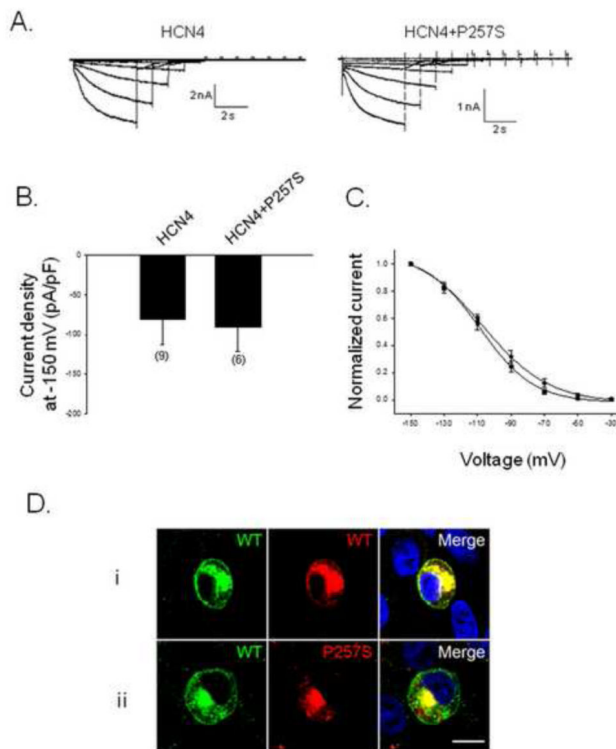 A.
HCN4
HCN4+P257S
2nA
2s
1nA
2s
B.
HCN4
HCN4+P257S
Current density
at -150 mV (pA/pF)
0
-50
-100
-150
-200
(9)
(6)
C.
Normalized current
1.0
0.8
0.6
0.4
0.2
0.0
-150
-130
-110
-90
-70
-50
-30
Voltage (mV)
D.
i
WT
WT
Merge
ii
WT
P257S
Merge